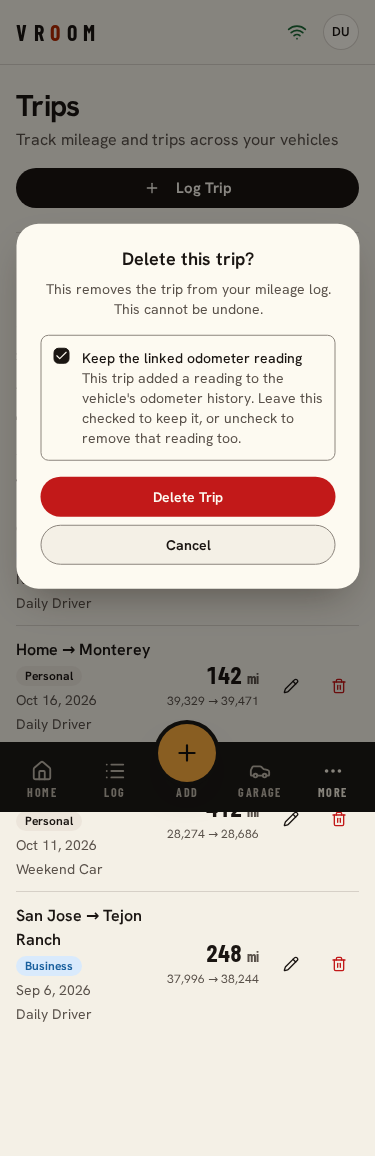 VROOM
DU
Trips
Track mileage and trips across your vehicles
Log Trip
Delete this trip?
This removes the trip from your mileage log.
This cannot be undone.
Keep the linked odometer reading
This trip added a reading to the
vehicle's odometer history. Leave this
checked to keep it, or uncheck to
remove that reading too.
Delete Trip
Cancel
Daily Driver
Home → Monterey
Personal
142 mi
Oct 16, 2026
39,329 → 39,471
Daily Driver
HOME
LOG
ADD
GARAGE
MORE
Personal
28,274 → 28,686
Oct 11, 2026
Weekend Car
San Jose → Tejon
Ranch
248 mi
Business
37,996 → 38,244
Sep 6, 2026
Daily Driver